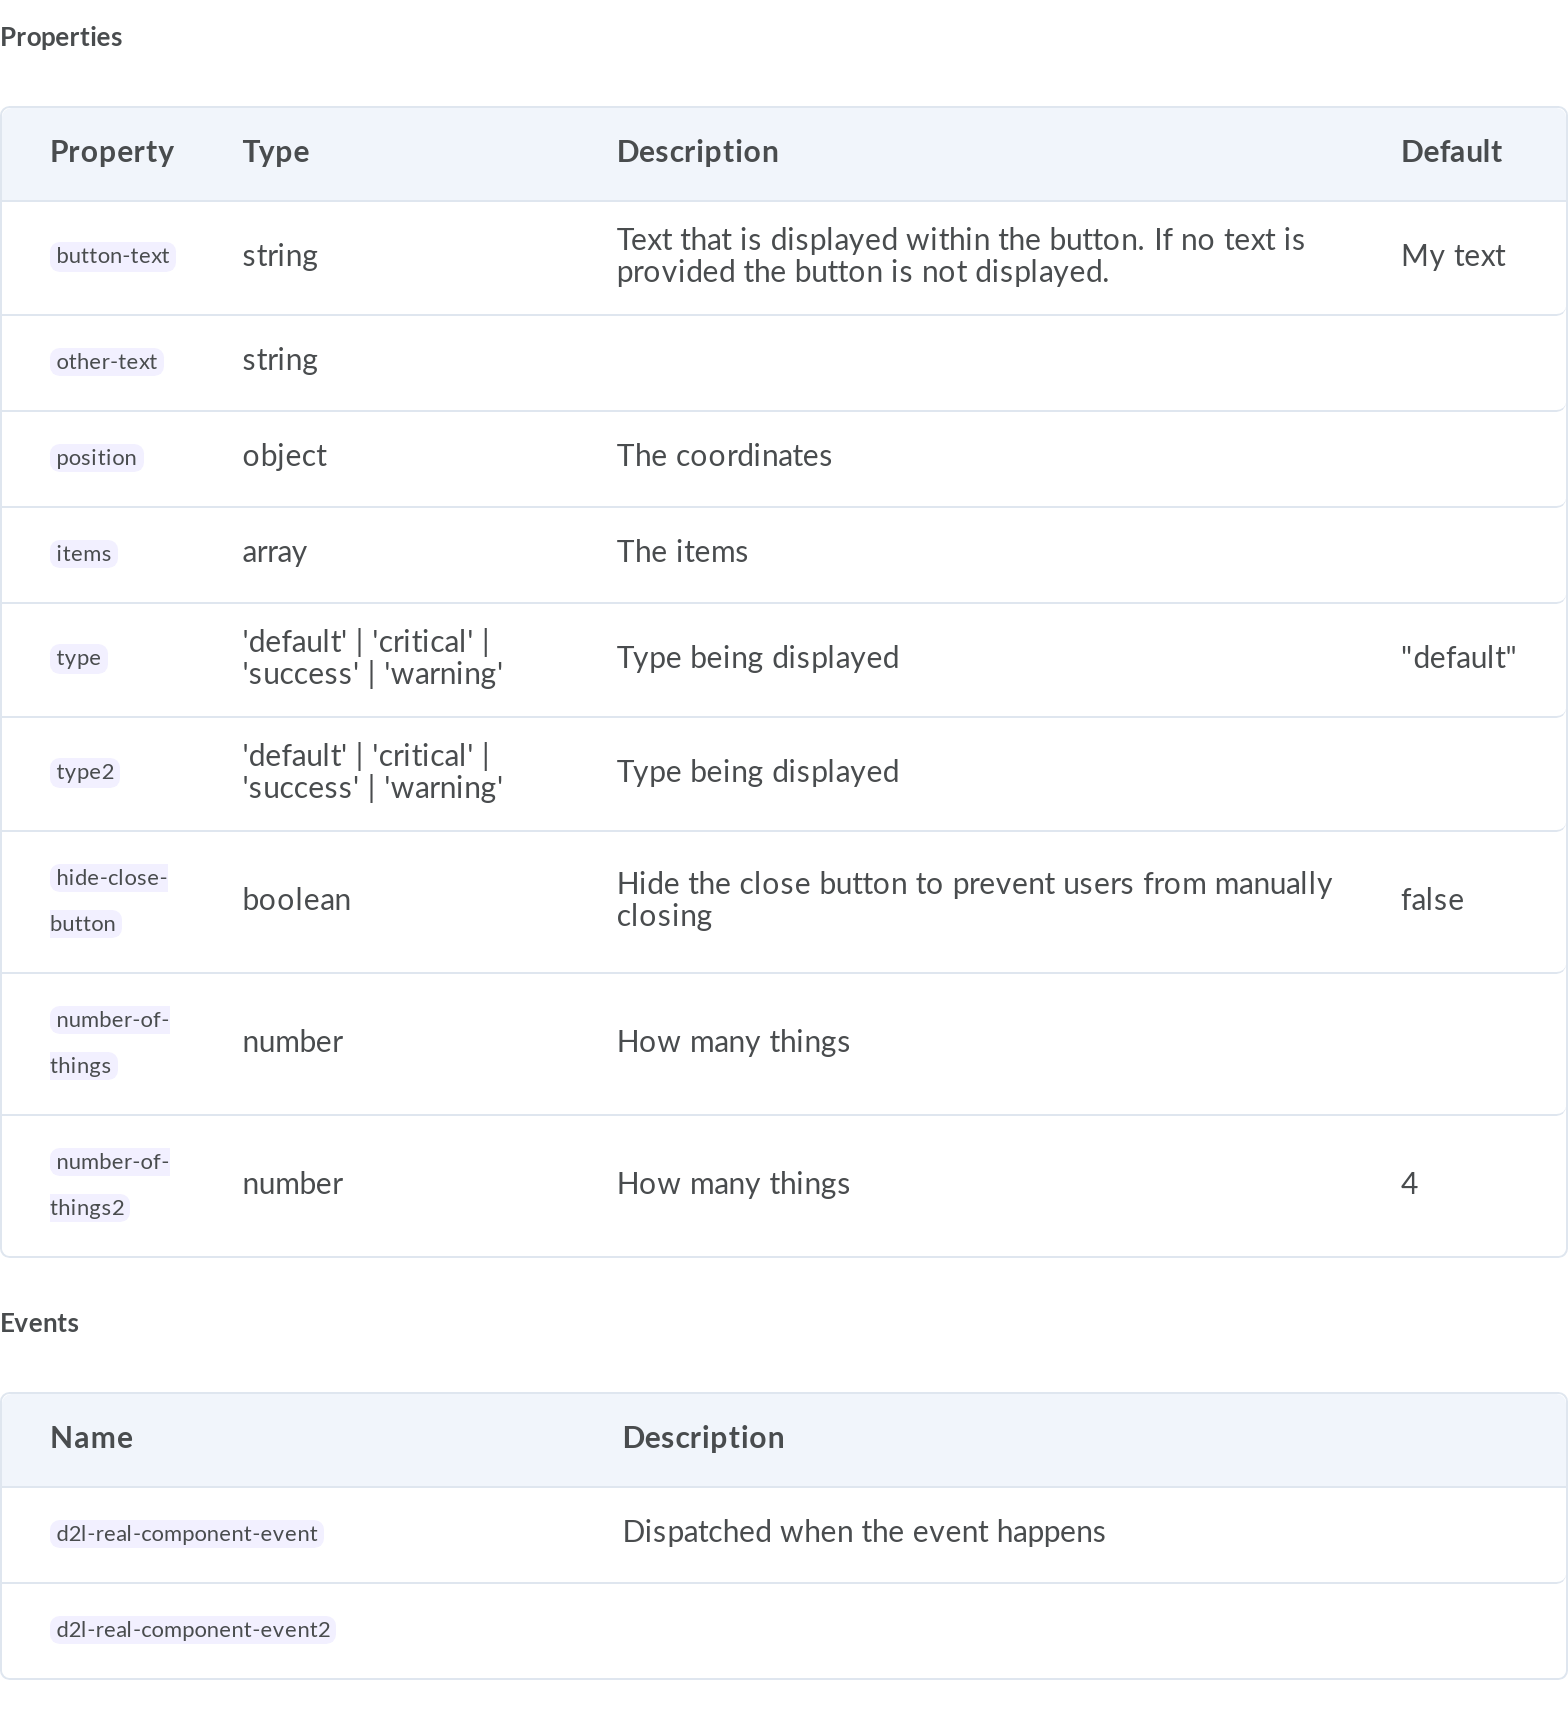 Properties
Property Type Description Default
button-text string Text that is displayed within the button. If no text is
provided the button is not displayed. My text
other-text string
position object The coordinates
items array The items
type 'default' | 'critical' |
'success' | 'warning' Type being displayed "default"
type2 'default' | 'critical' |
'success' | 'warning' Type being displayed
hide-close-
button boolean Hide the close button to prevent users from manually
closing false
number-of-
things number How many things
number-of-
things2 number How many things 4
Events
Name Description
d2l-real-component-event Dispatched when the event happens
d2l-real-component-event2